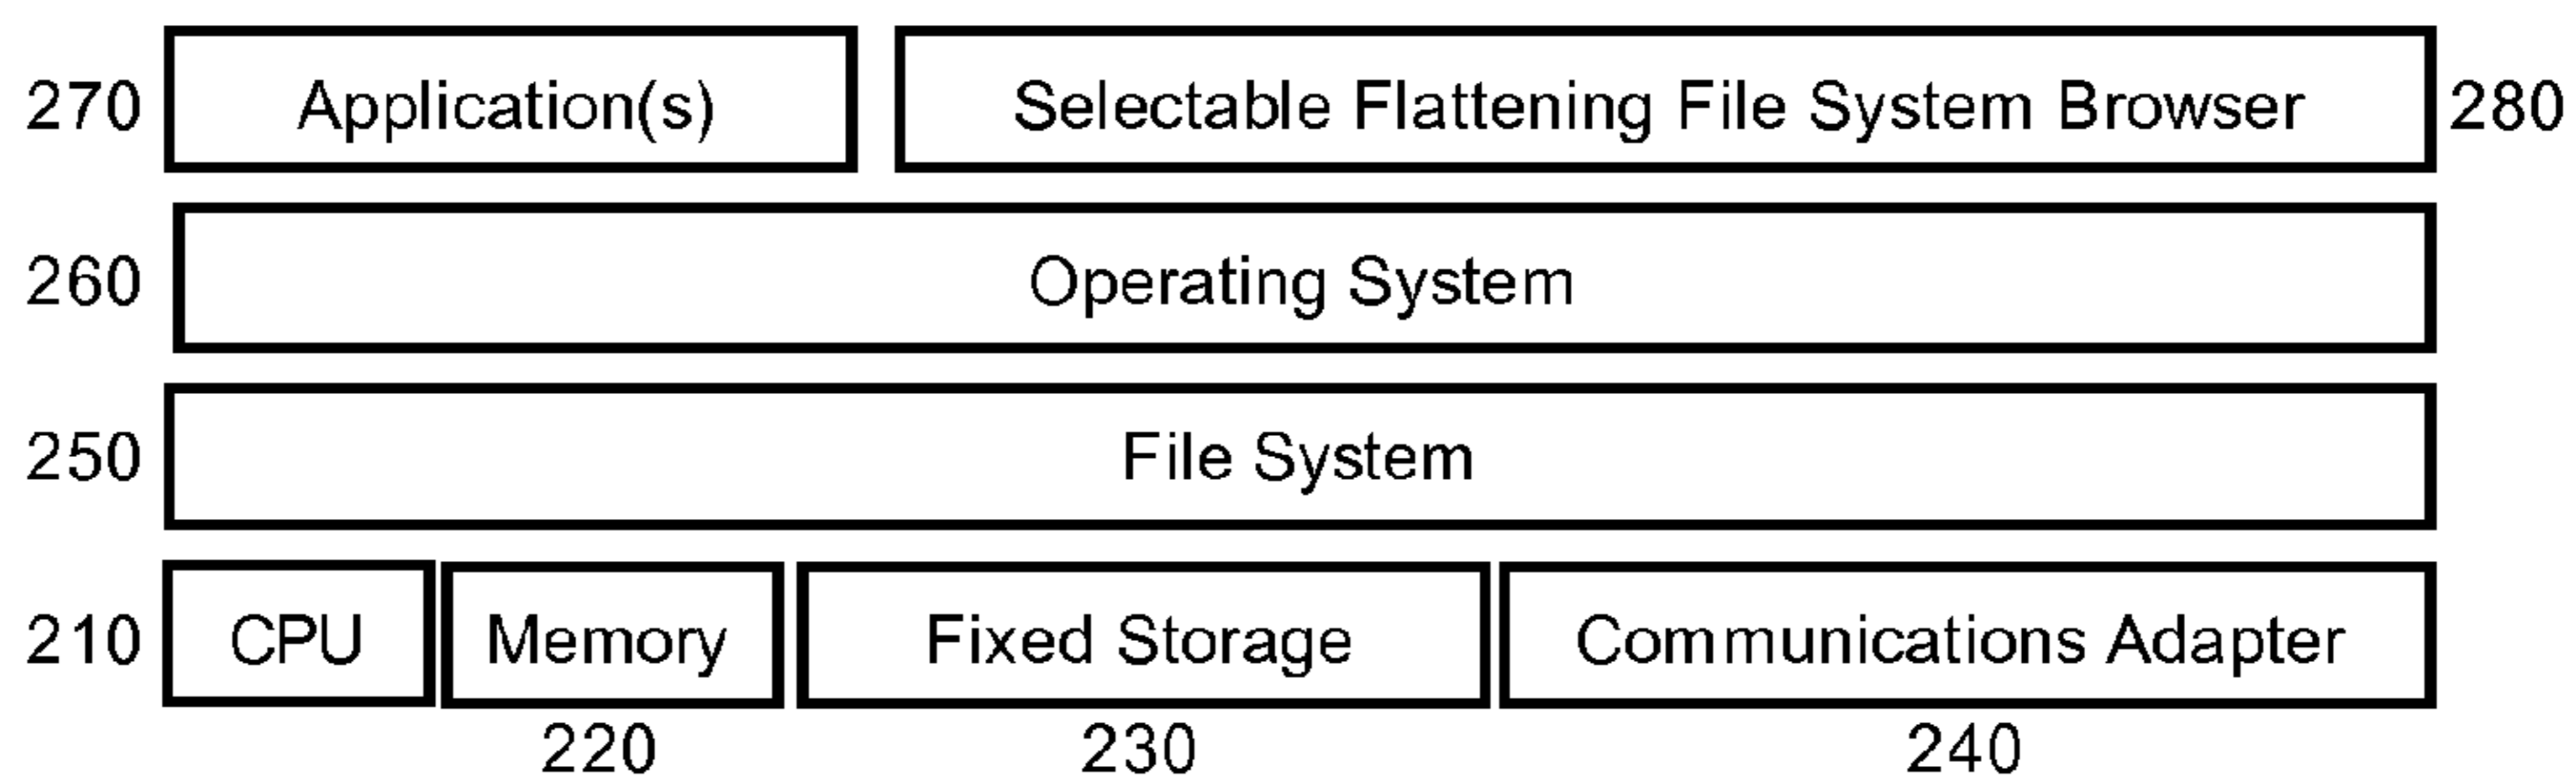 270 Application(s) Selectable Flattening File System Browser 280
260 Operating System
250 File System
210 CPU Memory Fixed Storage Communications Adapter
220 230 240